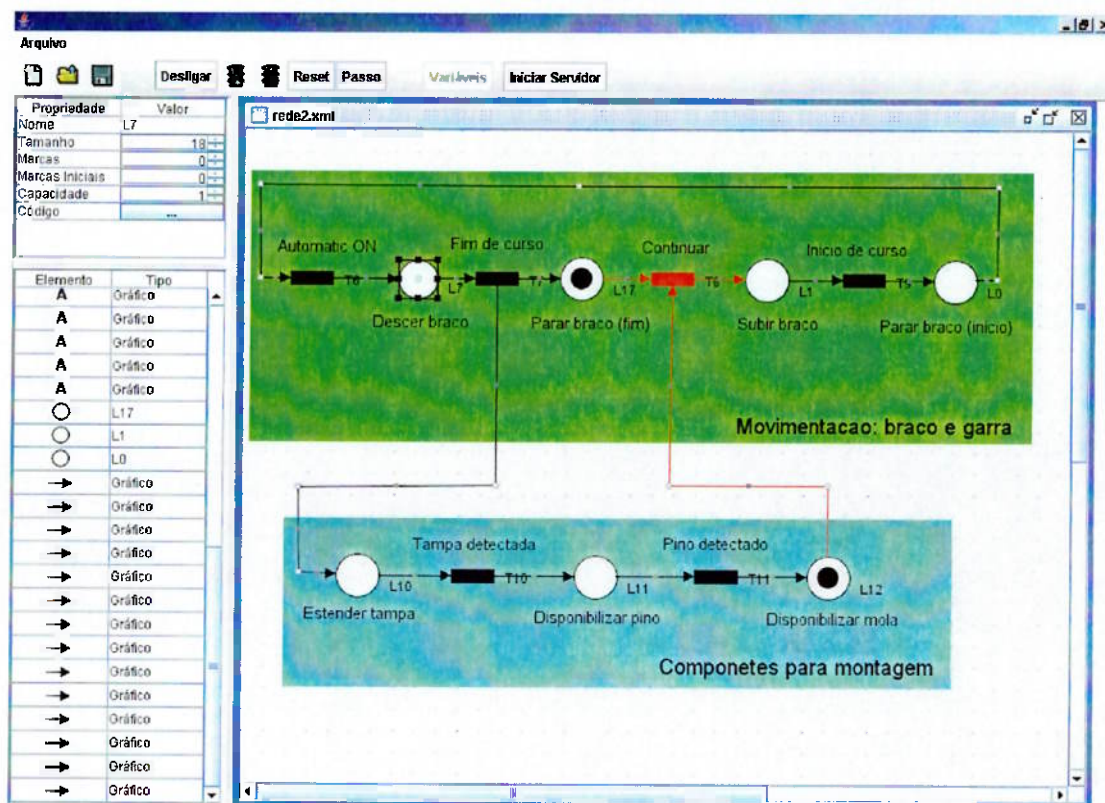 Arquivo
Desligar Reset Passo Variáveis Iniciar Servidor
Propriedade Valor
Nome L7
Tamanho 18
Marcas 0
Marcas Iniciais 0
Capacidade 1
Código ...
Elemento Tipo
A Gráfico
A Gráfico
A Gráfico
A Gráfico
A Gráfico
L17
L1
L0
Gráfico
Gráfico
Gráfico
Gráfico
Gráfico
Gráfico
Gráfico
Gráfico
Gráfico
Gráfico
Gráfico
Gráfico
Gráfico
Gráfico
rede2.xml
Automatic ON Fim de curso Continuar Inicio de curso
T8 L7 T7 L17 T6 L1 T5 L0
Descer braco Parar braco (fim) Subir braco Parar braco (inicio)
Movimentacao: braco e garra
Tampa detectada Pino detectado
L10 T10 L11 T11 L12
Estender tampa Disponibilizar pino Disponibilizar mola
Componetes para montagem